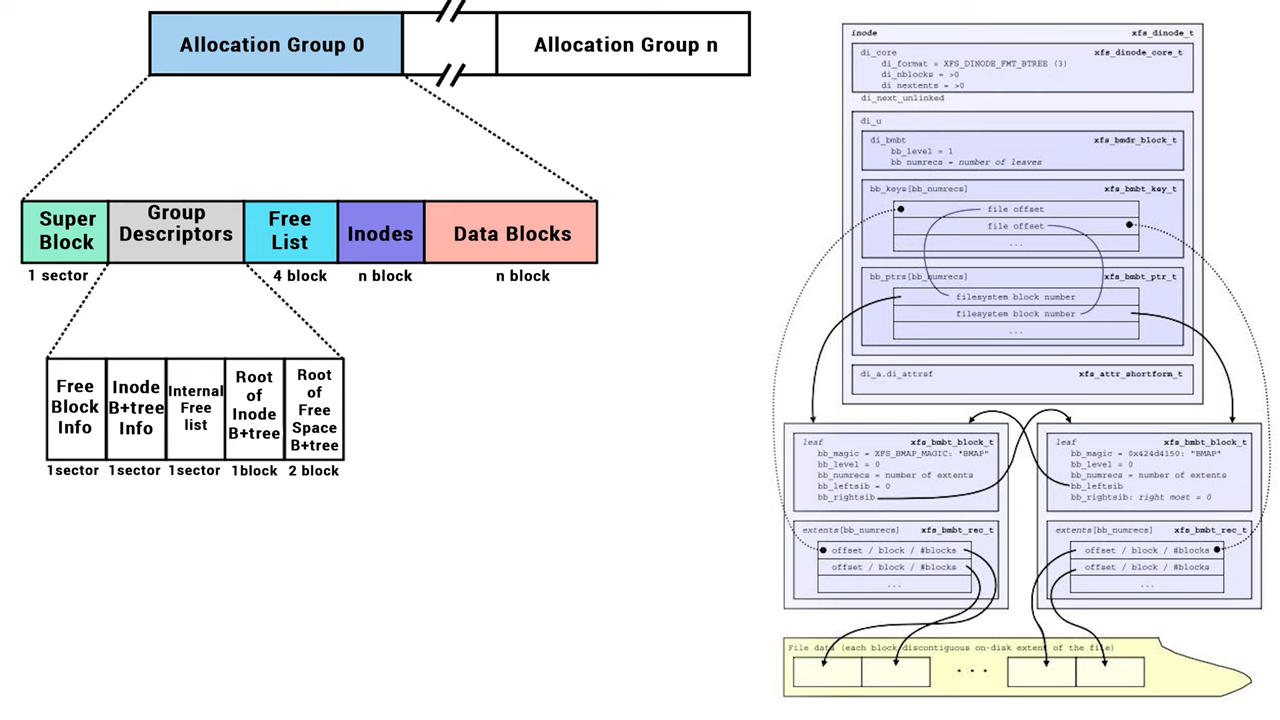 Allocation Group 0
Allocation Group n
Super
Block
Group
Descriptors
Free
List
Inodes
Data Blocks
1 sector
4 block
n block
n block
Free
Block
Info
Inode
B+tree
Info
Internal
Free
list
Root
of
Inode
B+tree
Root
of
Free
Space
B+tree
1sector
1sector
1sector
1block
2 block
inode xfs_dinode_t
di_core xfs_dinode_core_t
di_format = XFS_DINODE_FMT_BTREE (3)
di_nblocks = >0
di_nextents = >0
di_next_unlinked
di_u
di_bmbt xfs_bmdr_block_t
bb_level = 1
bb_numrecs = number of leaves
bb_keys[bb_numrecs] xfs_bmbt_key_t
file offset
file offset
...
bb_ptrs[bb_numrecs] xfs_bmbt_ptr_t
filesystem block number
filesystem block number
...
di_a.di_attrsf xfs_attr_shortform_t
leaf xfs_bmbt_block_t
bb_magic = XFS_BMAP_MAGIC: "BMAP"
bb_level = 0
bb_numrecs = number of extents
bb_leftsib = 0
bb_rightsib
extents[bb_numrecs] xfs_bmbt_rec_t
offset / block / #blocks
offset / block / #blocks
...
leaf xfs_bmbt_block_t
bb_magic = 0x424d4150: "BMAP"
bb_level = 0
bb_numrecs = number of extents
bb_leftsib
bb_rightsib: right most = 0
extents[bb_numrecs] xfs_bmbt_rec_t
offset / block / #blocks
offset / block / #blocks
...
File data (each block discontiguous on-disk extent of the file)
. . .